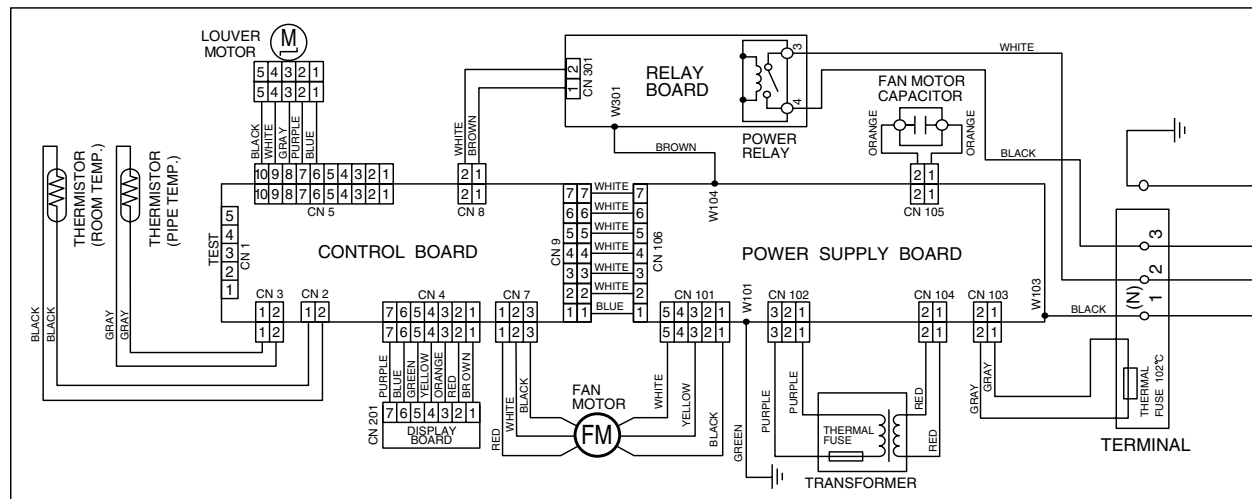 LOUVER
MOTOR
M
5 4 3 2 1
5 4 3 2 1
BLACK
WHITE
GRAY
PURPLE
BLUE
10 9 8 7 6 5 4 3 2 1
10 9 8 7 6 5 4 3 2 1
CN 5
WHITE
BROWN
2 1
2 1
CN 8
2
1
CN 301
RELAY
BOARD
W301
3
4
POWER
RELAY
BROWN
WHITE
BLACK
FAN MOTOR
CAPACITOR
ORANGE
ORANGE
2 1
2 1
CN 105
W104
THERMISTOR
(ROOM TEMP.)
THERMISTOR
(PIPE TEMP.)
BLACK
BLACK
GRAY
GRAY
TEST
5
4
3
2
1
CN 1
CONTROL BOARD
CN 9
7 7 WHITE 7
6 6 WHITE 6
5 5 WHITE 5
4 4 WHITE 4
3 3 WHITE 3
2 2 WHITE 2
1 1 BLUE 1
CN 106
POWER SUPPLY BOARD
CN 3
1 2
1 2
CN 2
1 2
1 2
CN 4
7 6 5 4 3 2 1
7 6 5 4 3 2 1
PURPLE
BLUE
GREEN
YELLOW
ORANGE
RED
BROWN
7 6 5 4 3 2 1
CN 201
DISPLAY
BOARD
CN 7
1 2 3
1 2 3
RED
WHITE
BLACK
FAN
MOTOR
FM
CN 101
5 4 3 2 1
5 4 3 2 1
WHITE
YELLOW
BLACK
W101
GREEN
CN 102
3 2 1
3 2 1
PURPLE
PURPLE
THERMAL
FUSE
TRANSFORMER
CN 104
2 1
2 1
RED
RED
CN 103
2 1
2 1
GRAY
GRAY
W103
BLACK
3
2
1
(N)
THERMAL
FUSE 102°C
TERMINAL